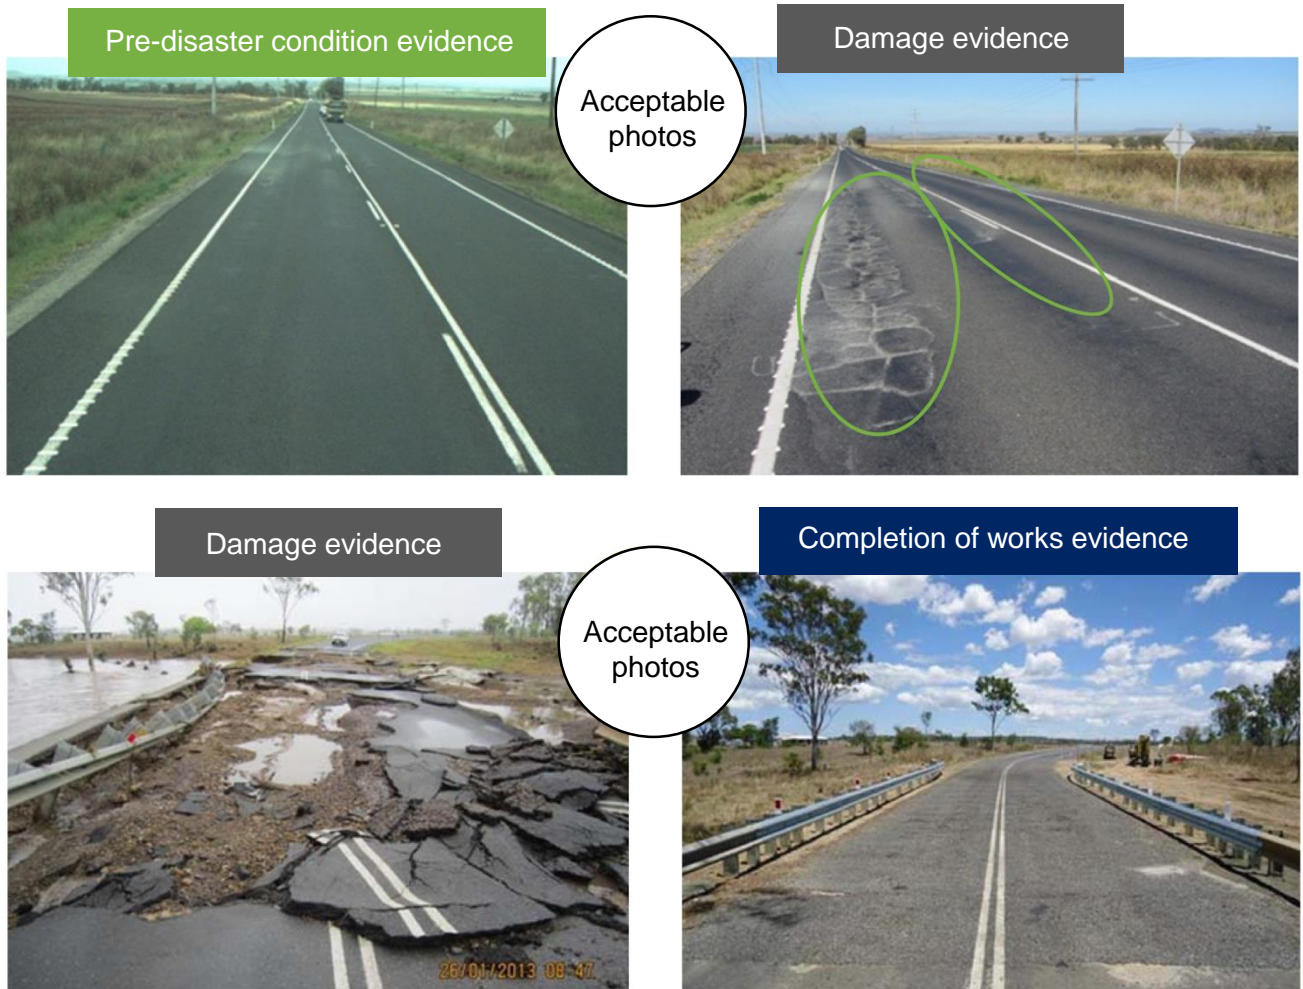 Pre-disaster condition evidence
Acceptable
photos
Damage evidence
Damage evidence
Acceptable
photos
Completion of works evidence
26/01/2013 08:47